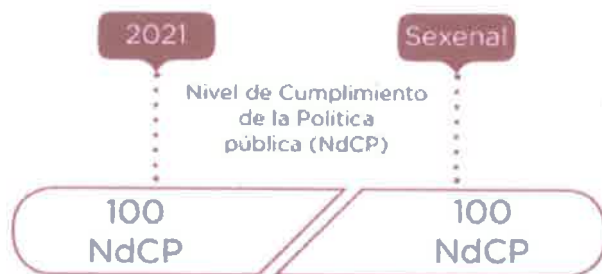 2021
Sexenal
Nivel de Cumplimiento
de la Política
pública (NdCP)
100
NdCP
100
NdCP